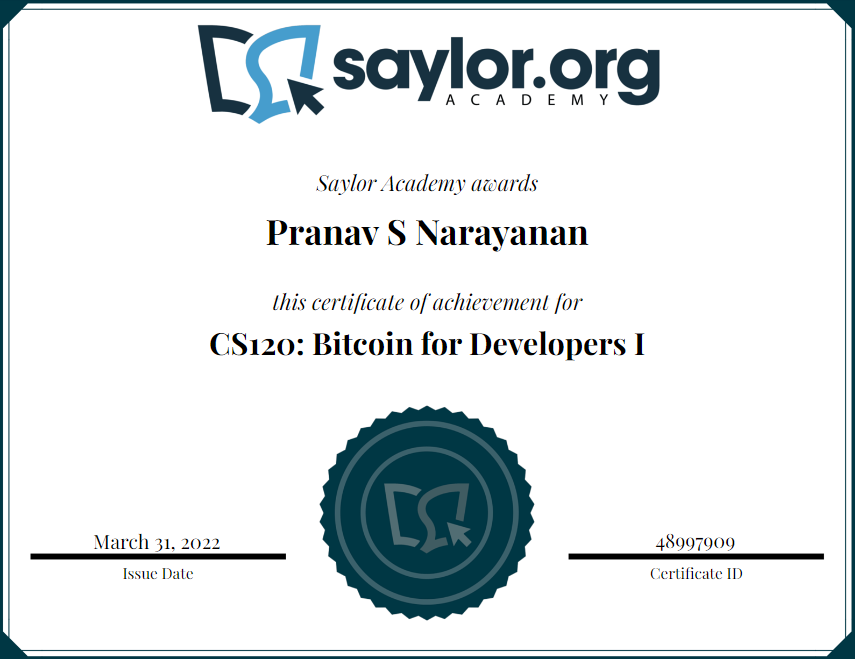 saylor.org
ACADEMY
Saylor Academy awards
Pranav S Narayanan
this certificate of achievement for
CS120: Bitcoin for Developers I
March 31, 2022
Issue Date
48997909
Certificate ID